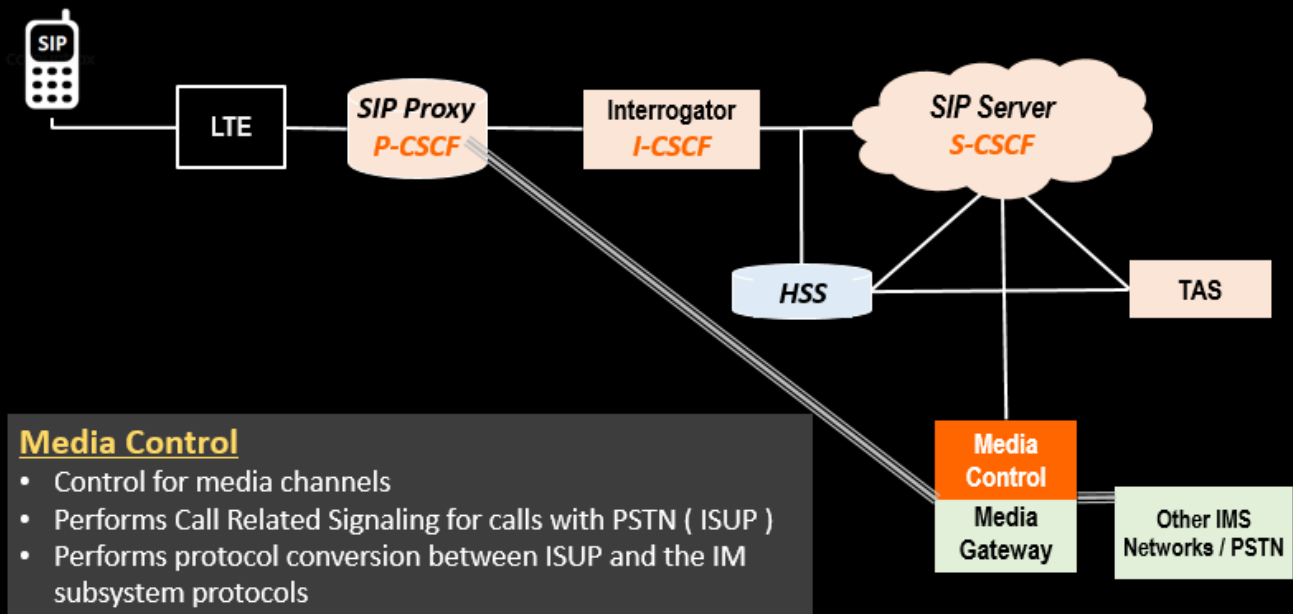 SIP
LTE
SIP Proxy
P-CSCF
Interrogator
I-CSCF
SIP Server
S-CSCF
HSS
TAS
Media
Control
Media
Gateway
Other IMS
Networks / PSTN
Media Control
• Control for media channels
• Performs Call Related Signaling for calls with PSTN ( ISUP )
• Performs protocol conversion between ISUP and the IM
subsystem protocols